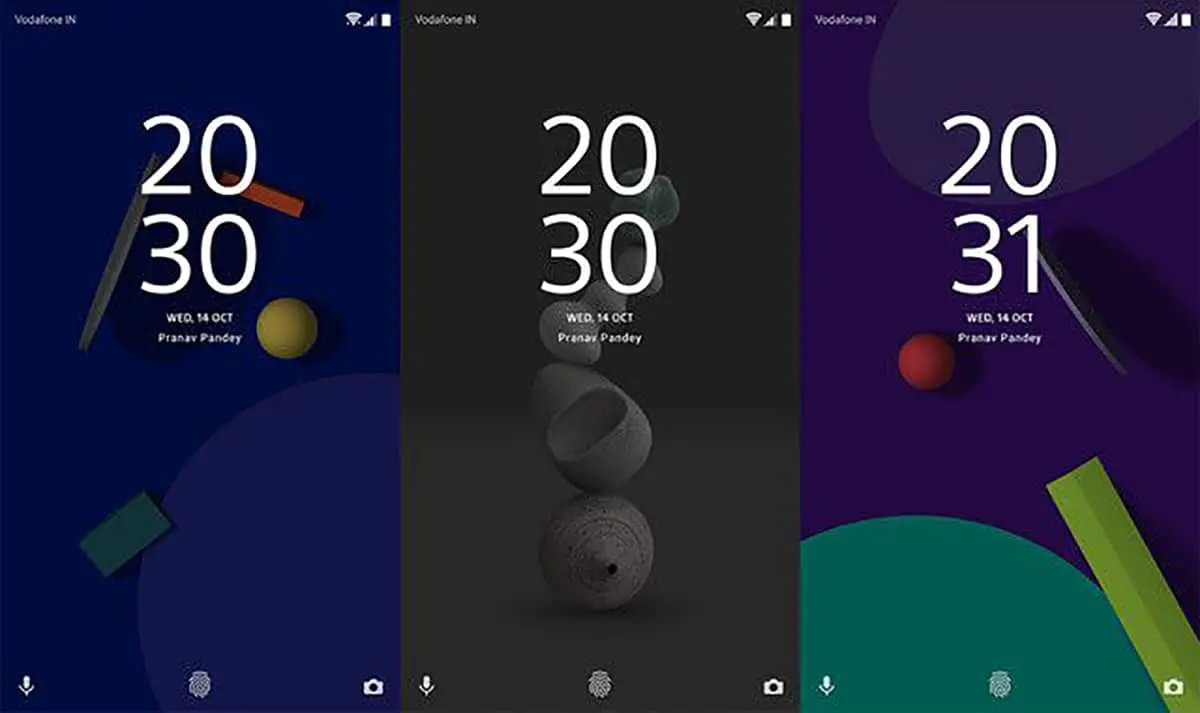 Vodafone IN
20
30
WED, 14 OCT
Pranav Pandey
Vodafone IN
20
30
WED, 14 OCT
Pranav Pandey
Vodafone IN
20
31
WED, 14 OCT
Pranav Pandey